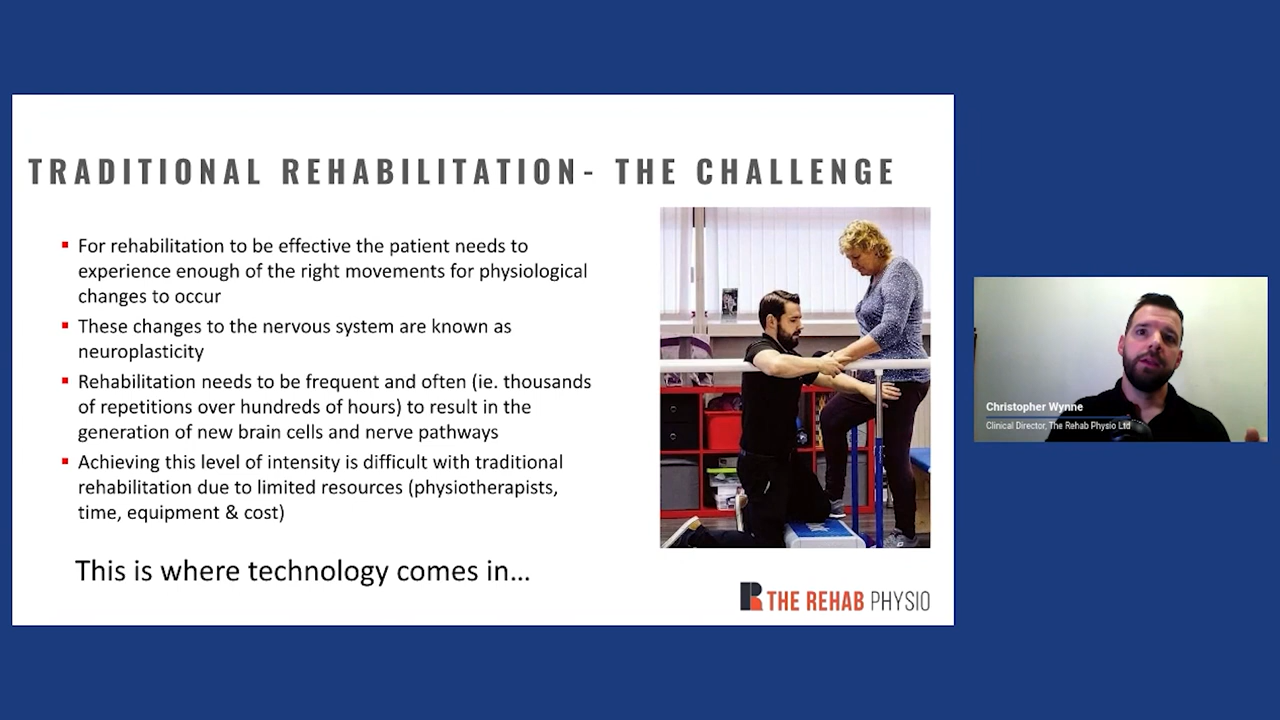 TRADITIONAL REHABILITATION- THE CHALLENGE
▪ For rehabilitation to be effective the patient needs to
experience enough of the right movements for physiological
changes to occur
▪ These changes to the nervous system are known as
neuroplasticity
▪ Rehabilitation needs to be frequent and often (ie. thousands
of repetitions over hundreds of hours) to result in the
generation of new brain cells and nerve pathways
▪ Achieving this level of intensity is difficult with traditional
rehabilitation due to limited resources (physiotherapists,
time, equipment & cost)
This is where technology comes in...
THE REHAB PHYSIO
Christopher Wynne
Clinical Director, The Rehab Physio Ltd